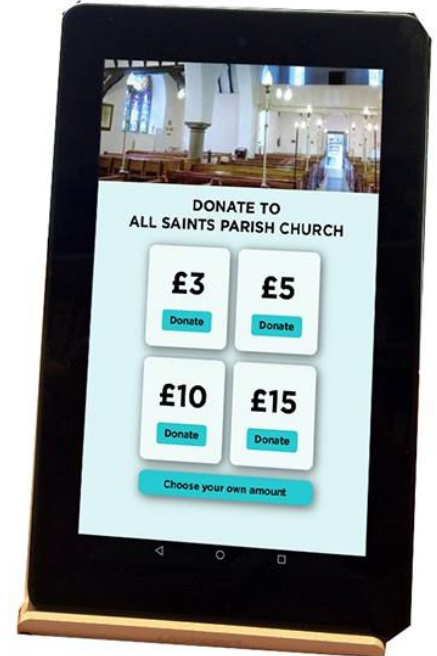 DONATE TO
ALL SAINTS PARISH CHURCH
£3
£5
Donate
Donate
£10
£15
Donate
Donate
Choose your own amount